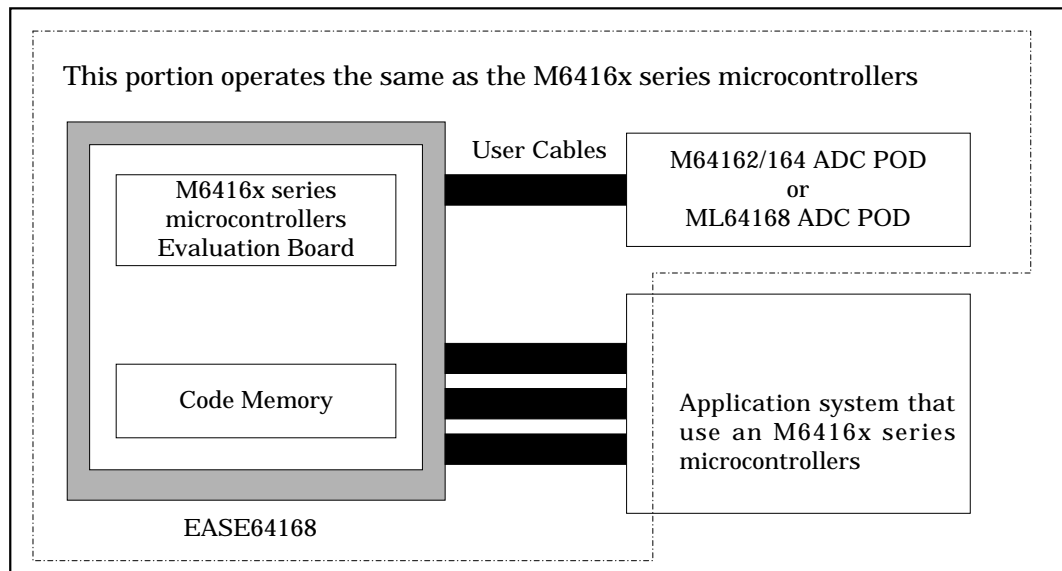 This portion operates the same as the M6416x series microcontrollers
User Cables
M6416x series
microcontrollers
Evaluation Board
M64162/164 ADC POD
or
ML64168 ADC POD
Code Memory
Application system that
use an M6416x series
microcontrollers
EASE64168